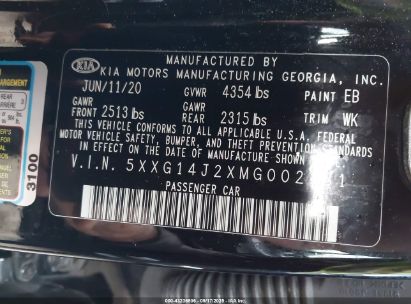 MANUFACTURED BY
KIA KIA MOTORS MANUFACTURING GEORGIA, INC.
JUN/11/20 GVWR 4354 lbs PAINT EB
GAWR GAWR
FRONT 2513 lbs REAR 2315 lbs TRIM WK
THIS VEHICLE CONFORMS TO ALL APPLICABLE U.S.A. FEDERAL
MOTOR VEHICLE SAFETY, BUMPER, AND THEFT PREVENTION STANDARDS
IN EFFECT ON THE DATE OF MANUFACTURE SHOWN ABOVE.
V.I.N.
PASSENGER CAR
3100